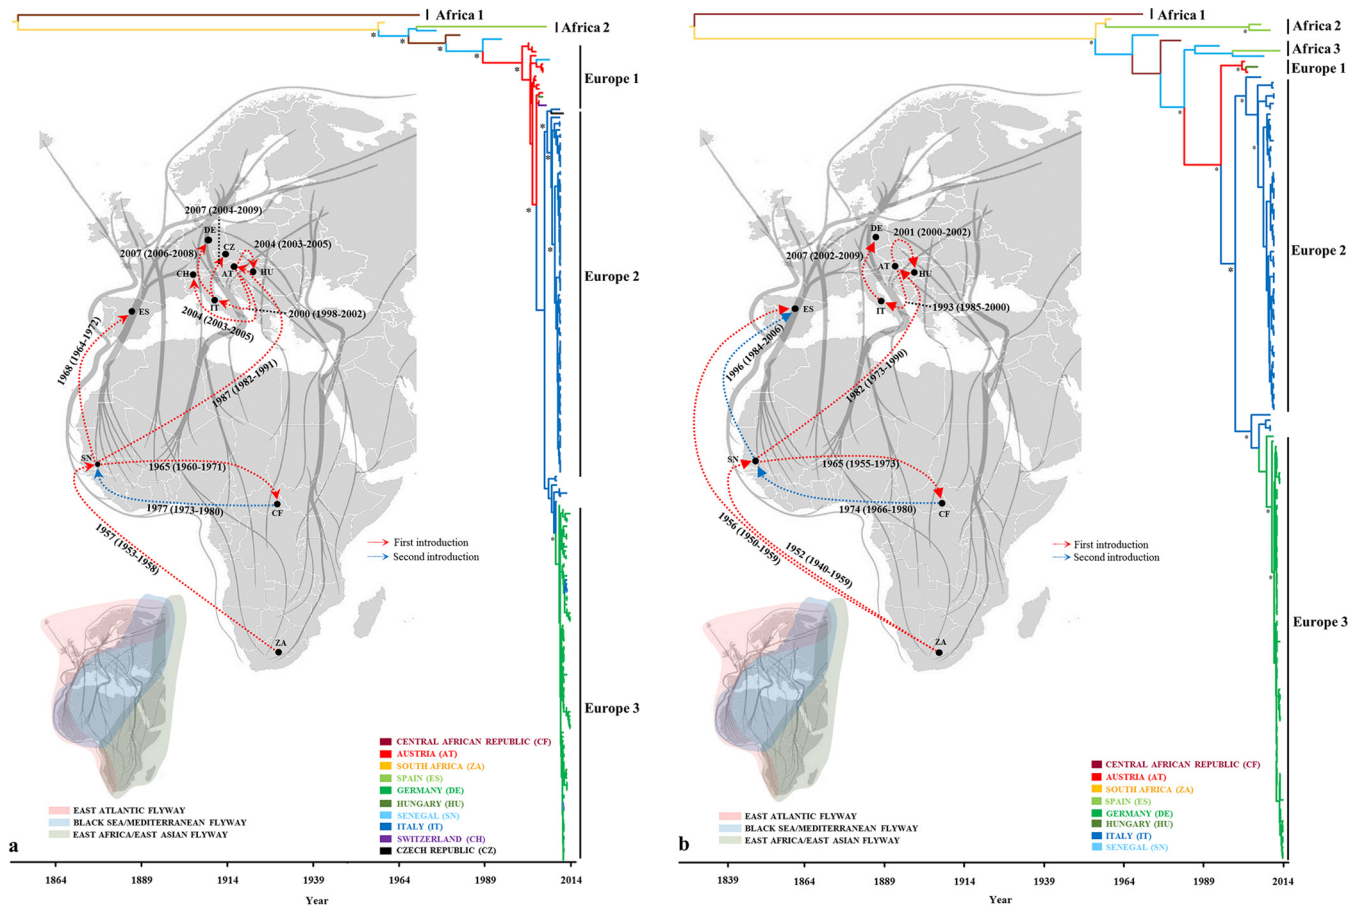 Africa 1
Africa 2
*
*
*
*
*
Europe 1
*
*
*
*
*
Europe 2
2007 (2004-2009)
DE
CZ
2004 (2003-2005)
2007 (2006-2008)
CH
AT
HU
IT
2004 (2003-2005)
2000 (1998-2002)
ES
1968 (1964-1972)
1987 (1982-1991)
SN
1965 (1960-1971)
CF
1977 (1973-1980)
1957 (1953-1958)
ZA
First introduction
Second introduction
Europe 3
CENTRAL AFRICAN REPUBLIC (CF)
AUSTRIA (AT)
SOUTH AFRICA (ZA)
SPAIN (ES)
GERMANY (DE)
HUNGARY (HU)
SENEGAL (SN)
ITALY (IT)
SWITZERLAND (CH)
CZECH REPUBLIC (CZ)
EAST ATLANTIC FLYWAY
BLACK SEA/MEDITERRANEAN FLYWAY
EAST AFRICA/EAST ASIAN FLYWAY
a
1864 1889 1914 1939 1964 1989 2014
Year
Africa 1
Africa 2
*
*
Africa 3
Europe 1
*
*
*
*
*
*
Europe 2
DE
2001 (2000-2002)
2007 (2002-2009)
AT
HU
IT
1993 (1985-2000)
ES
1996 (1984-2006)
1982 (1973-1990)
SN
1965 (1955-1973)
CF
1974 (1966-1980)
1956 (1950-1959)
1952 (1940-1959)
ZA
First introduction
Second introduction
*
*
*
Europe 3
CENTRAL AFRICAN REPUBLIC (CF)
AUSTRIA (AT)
SOUTH AFRICA (ZA)
SPAIN (ES)
GERMANY (DE)
HUNGARY (HU)
ITALY (IT)
SENEGAL (SN)
EAST ATLANTIC FLYWAY
BLACK SEA/MEDITERRANEAN FLYWAY
EAST AFRICA/EAST ASIAN FLYWAY
b
1839 1864 1889 1914 1939 1964 1989 2014
Year